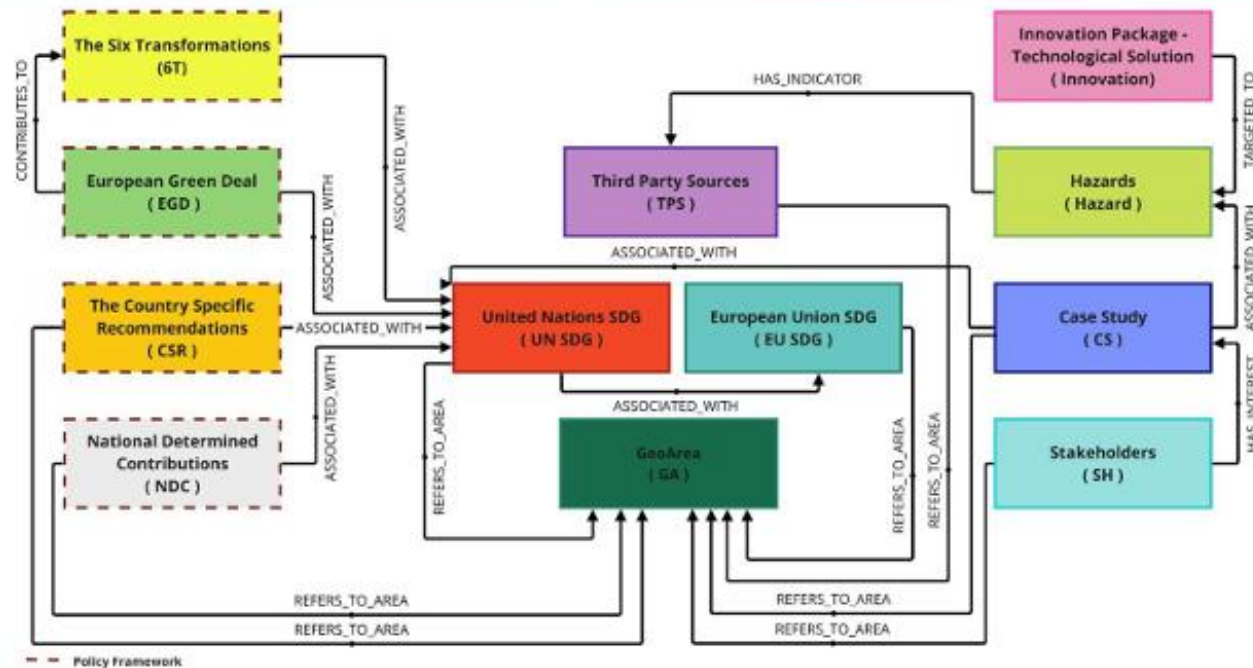 The Six Transformations
(6T)
Innovation Package -
Technological Solution
( Innovation)
CONTRIBUTES_TO
HAS_INDICATOR
TARGETED_TO
ASSOCIATED_WITH
European Green Deal
( EGD )
Third Party Sources
( TPS )
Hazards
( Hazard )
ASSOCIATED_WITH
ASSOCIATED_WITH
ASSOCIATED_WITH
The Country Specific
Recommendations
( CSR )
ASSOCIATED_WITH
United Nations SDG
( UN SDG )
European Union SDG
( EU SDG )
Case Study
( CS )
ASSOCIATED_WITH
ASSOCIATED_WITH
HAS_INTEREST
National Determined
Contributions
( NDC )
REFERS_TO_AREA
GeoArea
( GA )
REFERS_TO_AREA
REFERS_TO_AREA
Stakeholders
( SH )
REFERS_TO_AREA
REFERS_TO_AREA
REFERS_TO_AREA
REFERS_TO_AREA
Policy Framework